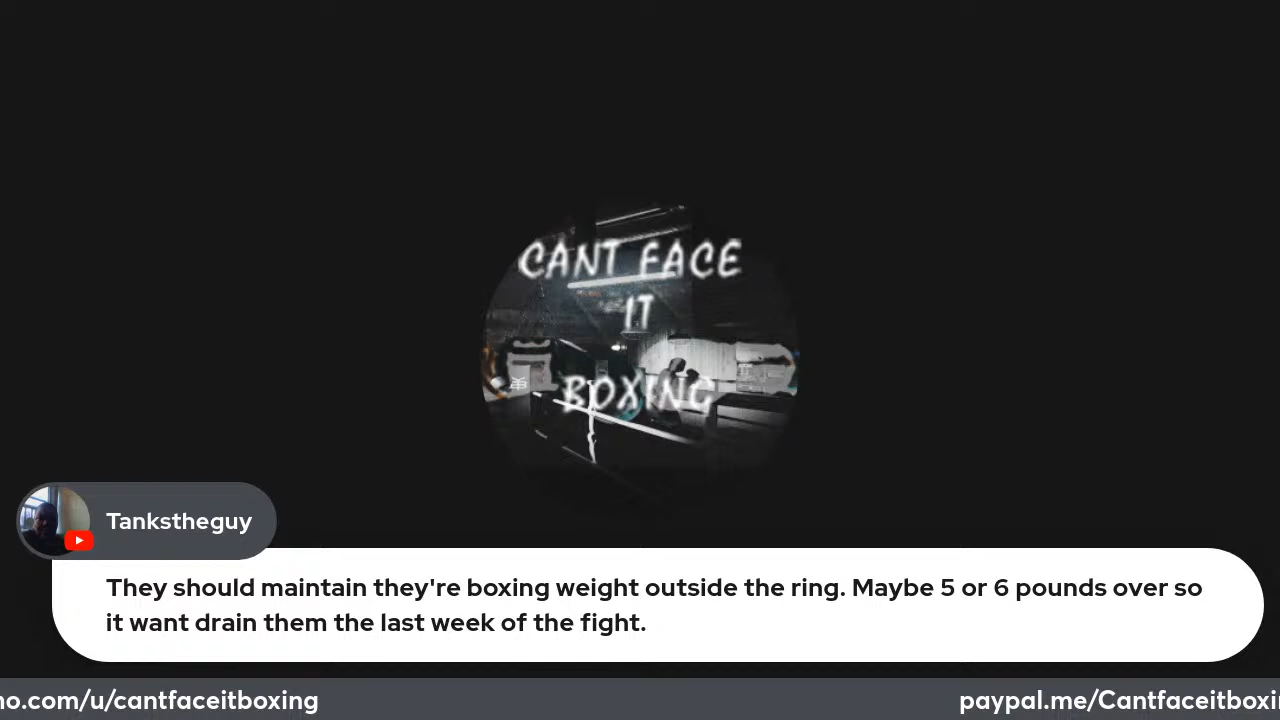 CANT FACE
IT
BOXING
Tankstheguy
They should maintain they're boxing weight outside the ring. Maybe 5 or 6 pounds over so
it want drain them the last week of the fight.
no.com/u/cantfaceitboxing
paypal.me/Cantfaceitboxi